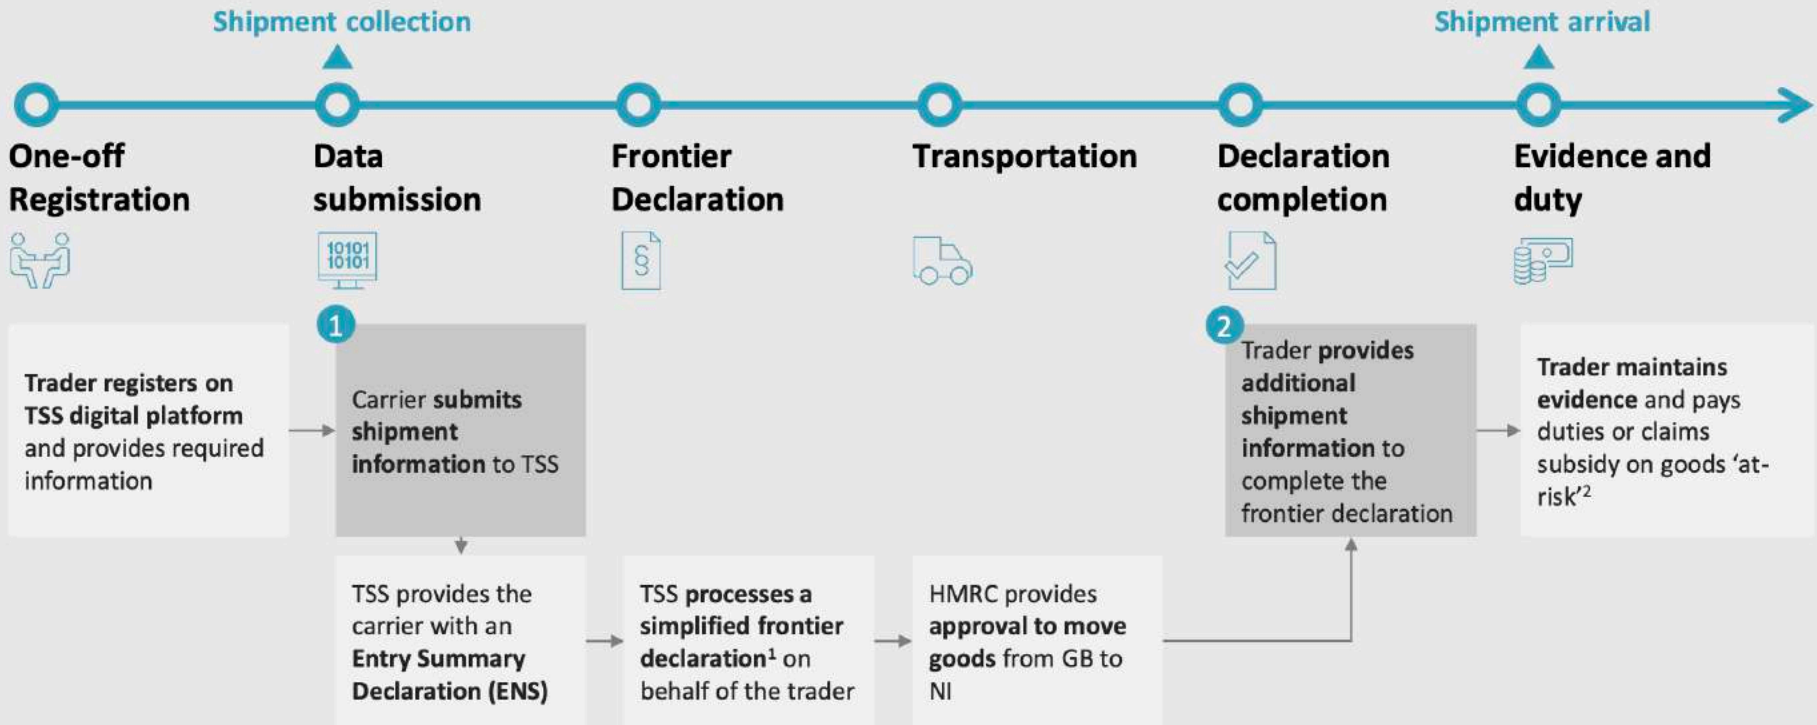 Shipment collection
Shipment arrival
One-off
Registration
Data
submission
Frontier
Declaration
Transportation
Declaration
completion
Evidence and
duty
10101
10101
§
1
2
Trader registers on
TSS digital platform
and provides required
information
Carrier submits
shipment
information to TSS
Trader provides
additional
shipment
information to
complete the
frontier declaration
Trader maintains
evidence and pays
duties or claims
subsidy on goods ‘at-
risk’²
TSS provides the
carrier with an
Entry Summary
Declaration (ENS)
TSS processes a
simplified frontier
declaration¹ on
behalf of the trader
HMRC provides
approval to move
goods from GB to
NI